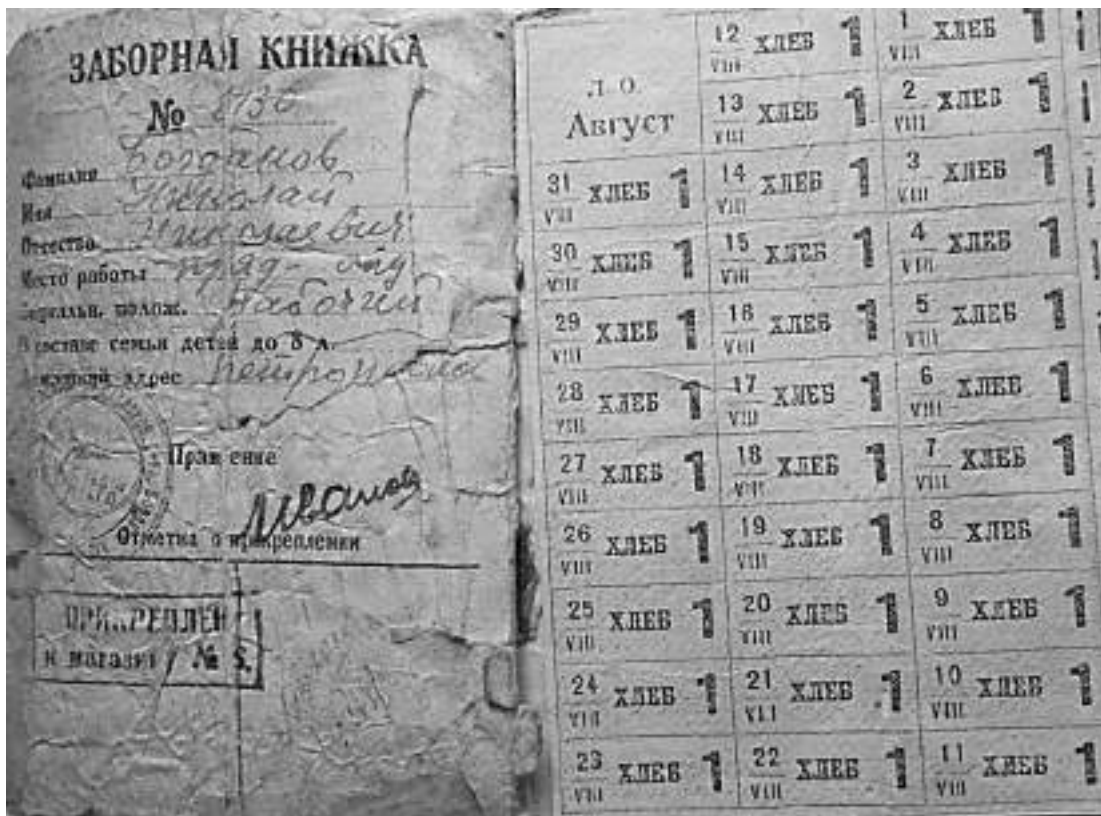 ЗАБОРНАЯ КНИЖКА
№
Фамилия Богданов
Имя Николай
Отчество Николаевич
Место работы пряд-
полож. Рабочий
семьи детей до 8 л.
адрес
Правление
Иванов
Отметка о прикреплении
ПРИКРЕПЛЕН
к магазину № 5.
Л. О.
Август
31 VIII ХЛЕБ 1
30 VIII ХЛЕБ 1
29 VIII ХЛЕБ 1
28 VIII ХЛЕБ 1
27 VIII ХЛЕБ 1
26 VIII ХЛЕБ 1
25 VIII ХЛЕБ 1
24 VIII ХЛЕБ 1
23 VIII ХЛЕБ 1
12 VIII ХЛЕБ 1
13 VIII ХЛЕБ 1
14 VIII ХЛЕБ 1
15 VIII ХЛЕБ 1
16 VIII ХЛЕБ 1
17 VIII ХЛЕБ 1
18 VIII ХЛЕБ 1
19 VIII ХЛЕБ 1
20 VIII ХЛЕБ 1
21 VIII ХЛЕБ 1
22 VIII ХЛЕБ 1
1 VIII ХЛЕБ 1
2 VIII ХЛЕБ 1
3 VIII ХЛЕБ 1
4 VIII ХЛЕБ 1
5 VIII ХЛЕБ 1
6 VIII ХЛЕБ 1
7 VIII ХЛЕБ 1
8 VIII ХЛЕБ 1
9 VIII ХЛЕБ 1
10 VIII ХЛЕБ 1
11 VIII ХЛЕБ 1